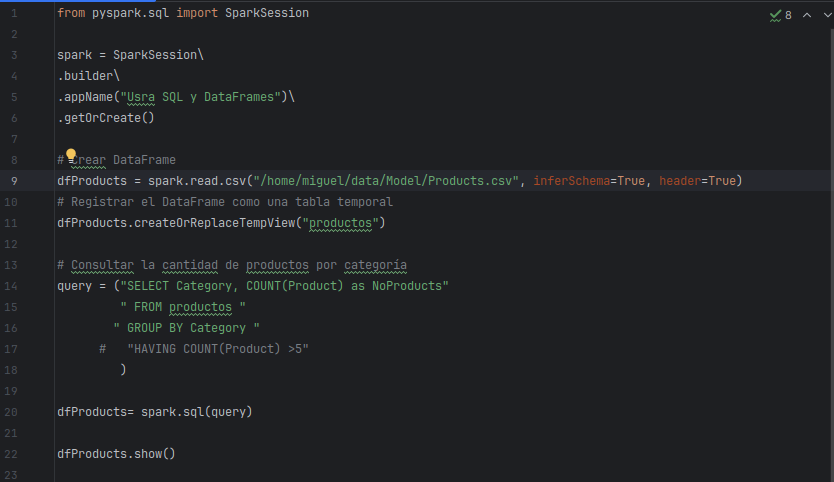 1 from pyspark.sql import SparkSession
8
2
3 spark = SparkSession\
4 .builder\
5 .appName("Usra SQL y DataFrames")\
6 .getOrCreate()
7
8 # Crear DataFrame
9 dfProducts = spark.read.csv("/home/miguel/data/Model/Products.csv", inferSchema=True, header=True)
10 # Registrar el DataFrame como una tabla temporal
11 dfProducts.createOrReplaceTempView("productos")
12
13 # Consultar la cantidad de productos por categoría
14 query = ("SELECT Category, COUNT(Product) as NoProducts"
15 " FROM productos "
16 " GROUP BY Category "
17 # "HAVING COUNT(Product) >5"
18 )
19
20 dfProducts= spark.sql(query)
21
22 dfProducts.show()
23